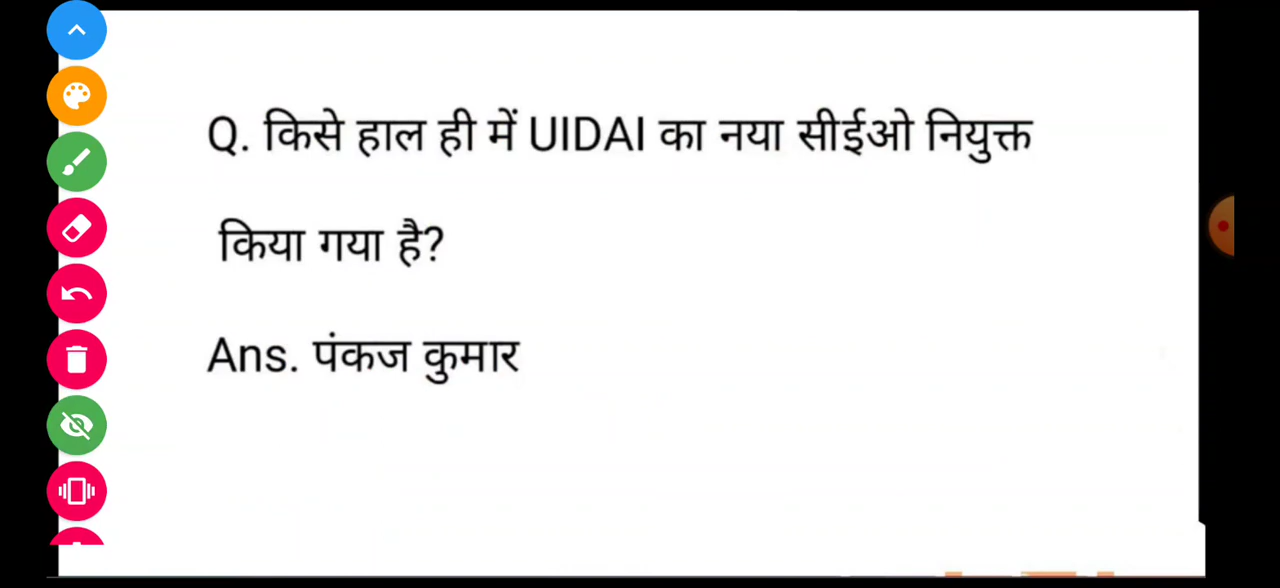 Q. किसे हाल ही में UIDAI का नया सीईओ नियुक्त
किया गया है?
Ans. पंकज कुमार